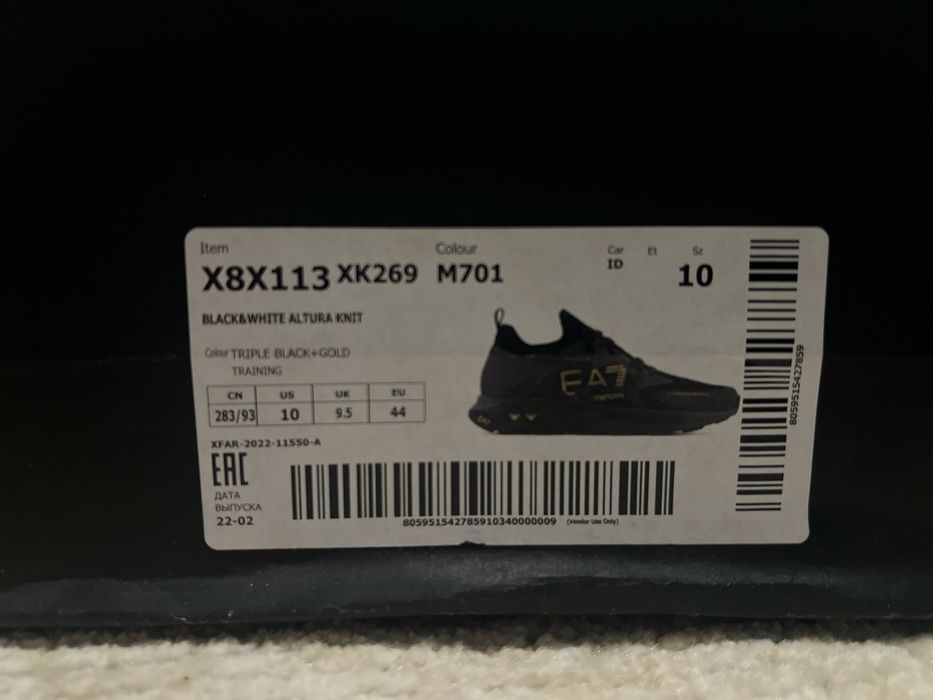 Item Colour Car Et Sz
X8X113 XK269 M701 ID 10
BLACK&WHITE ALTURA KNIT
Colour TRIPLE BLACK+GOLD
TRAINING
CN US UK EU
283/93 10 9.5 44
XFAR-2022-11550-A
EAC
ДАТА
ВЫПУСКА
22-02
805951542785910340000009 (Vendor Use Only)
8059515427859
EA7
EA7